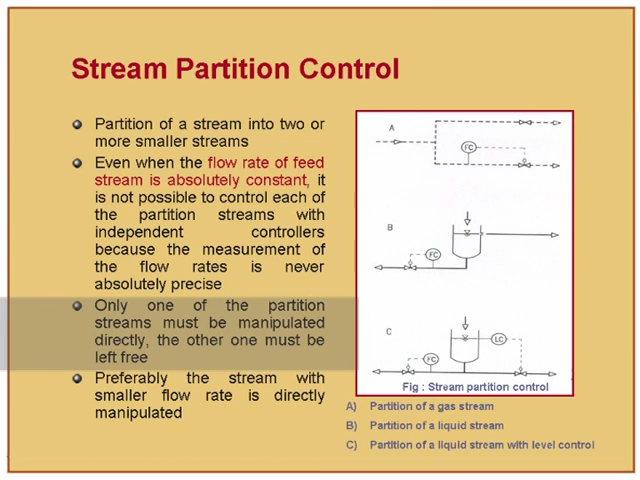 Stream Partition Control
Partition of a stream into two or
more smaller streams
Even when the flow rate of feed
stream is absolutely constant, it
is not possible to control each of
the partition streams with
independent controllers
because the measurement of
the flow rates is never
absolutely precise
Only one of the partition
streams must be manipulated
directly, the other one must be
left free
Preferably the stream with
smaller flow rate is directly
manipulated
A
FC
B
FC
C
LC
FC
Fig : Stream partition control
A) Partition of a gas stream
B) Partition of a liquid stream
C) Partition of a liquid stream with level control